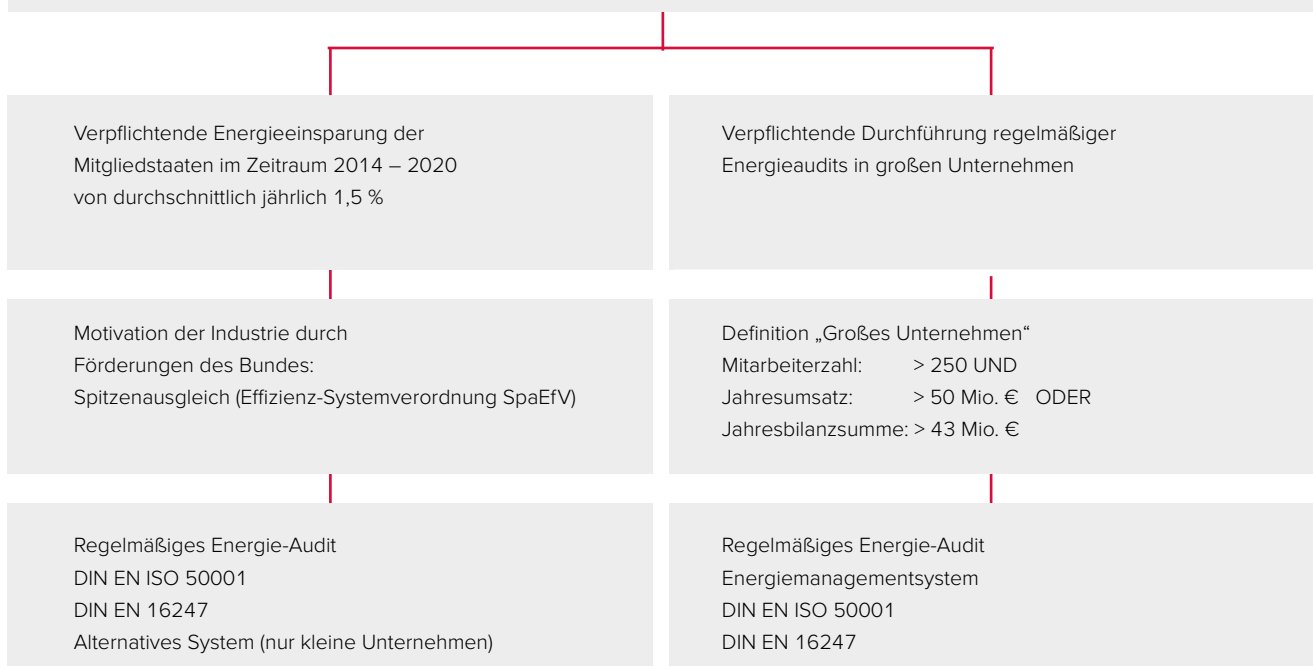 Verpflichtende Energieeinsparung der
Mitgliedstaaten im Zeitraum 2014 – 2020
von durchschnittlich jährlich 1,5 %
Verpflichtende Durchführung regelmäßiger
Energieaudits in großen Unternehmen
Motivation der Industrie durch
Förderungen des Bundes:
Spitzenausgleich (Effizienz-Systemverordnung SpaEfV)
Definition „Großes Unternehmen“
Mitarbeiterzahl: > 250 UND
Jahresumsatz: > 50 Mio. € ODER
Jahresbilanzsumme: > 43 Mio. €
Regelmäßiges Energie-Audit
DIN EN ISO 50001
DIN EN 16247
Alternatives System (nur kleine Unternehmen)
Regelmäßiges Energie-Audit
Energiemanagementsystem
DIN EN ISO 50001
DIN EN 16247